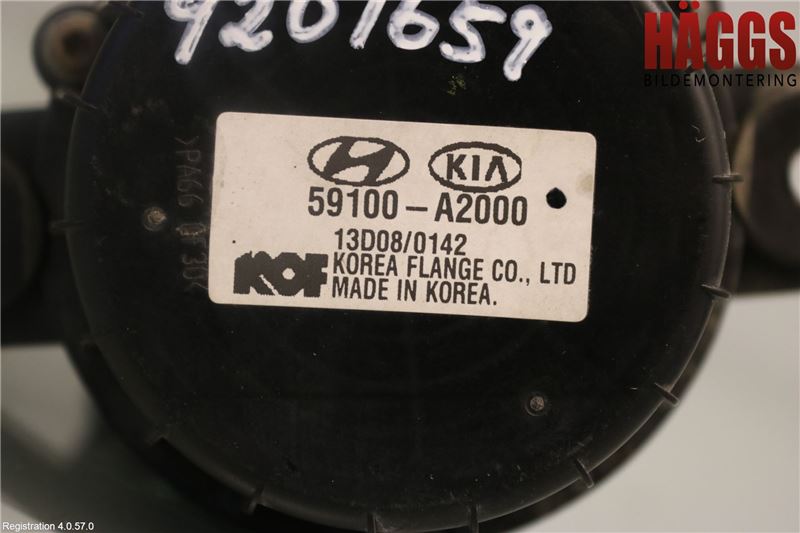 9201659
HÄGGS
BILDEMONTERING
KIA
59100-A2000
13D08/0142
KOF
KOREA FLANGE CO., LTD
MADE IN KOREA.
>PA66
Registration 4.0.57.0